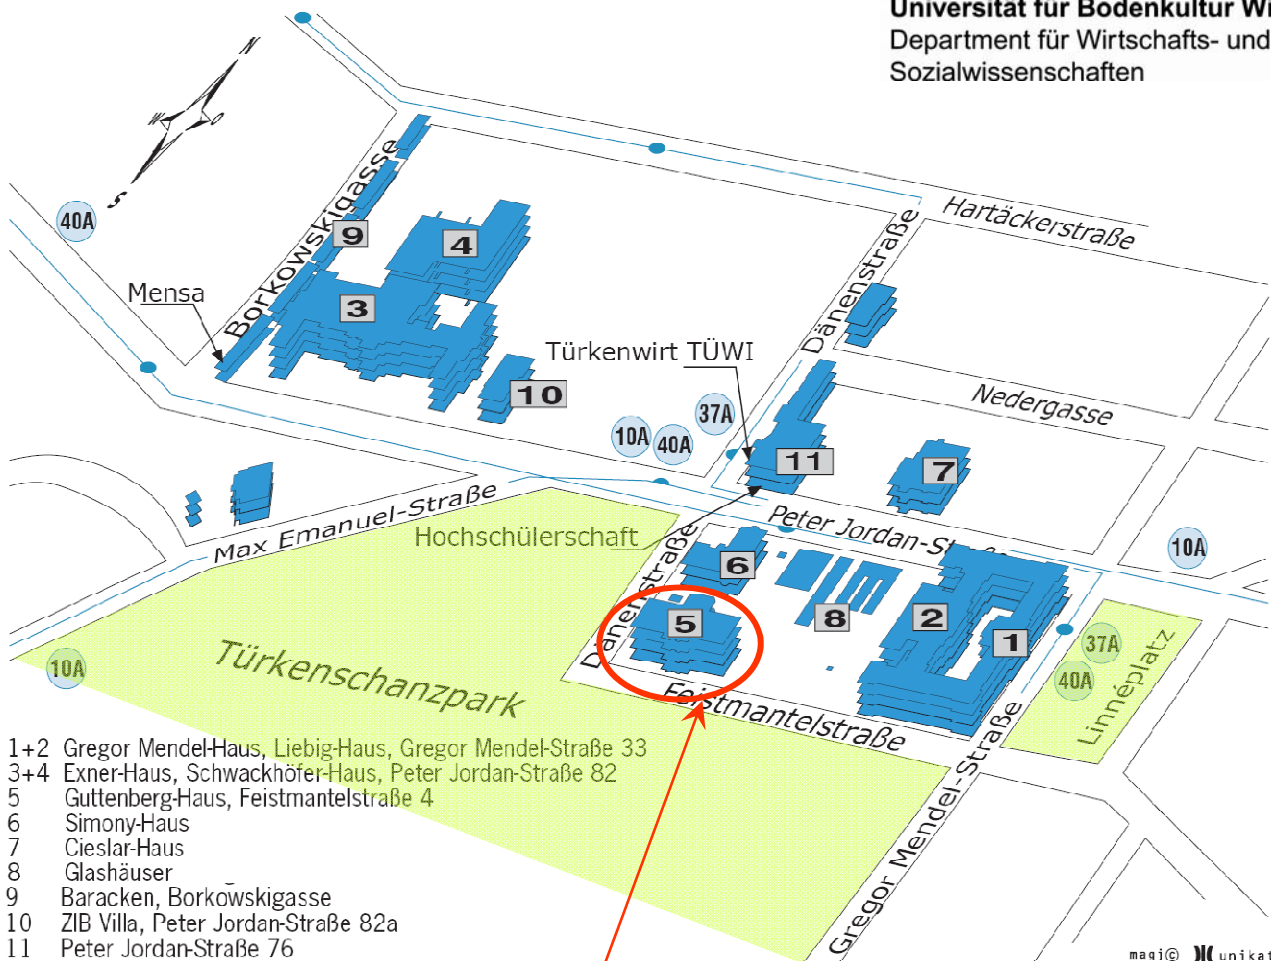 Universität für Bodenkultur Wi
Department für Wirtschafts- und
Sozialwissenschaften
S
40A
Borkowskigasse
9
4
3
Mensa
10
Hartäckerstraße
Dänenstraße
Türkenwirt TÜWI
Nedergasse
37A
10A
40A
11
7
Max Emanuel-Straße
Hochschülerschaft
Peter Jordan-Straße
10A
Dänenstraße
6
5
8
2
1
37A
40A
Linnéplatz
10A
Türkenschanzpark
Feistmantelstraße
Gregor Mendel-Straße
1+2 Gregor Mendel-Haus, Liebig-Haus, Gregor Mendel-Straße 33
3+4 Exner-Haus, Schwackhöfer-Haus, Peter Jordan-Straße 82
5 Guttenberg-Haus, Feistmantelstraße 4
6 Simony-Haus
7 Cieslar-Haus
8 Glashäuser
9 Baracken, Borkowskigasse
10 ZIB Villa, Peter Jordan-Straße 82a
11 Peter Jordan-Straße 76
magi© unikat